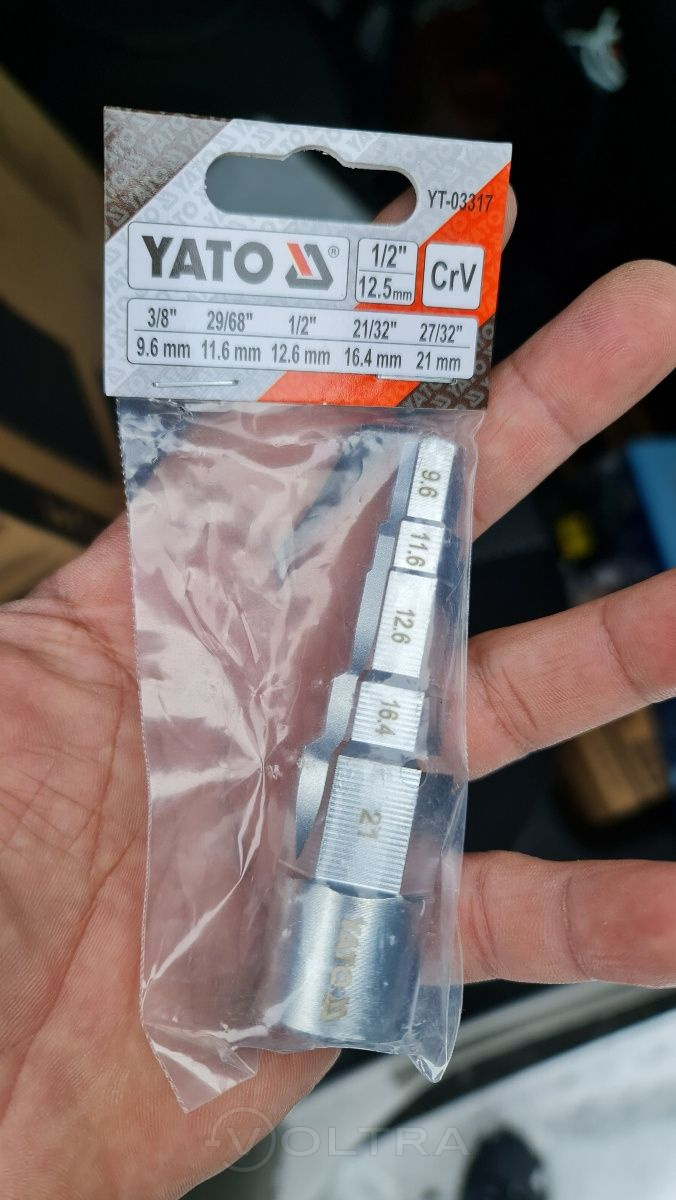 YT-03317
YATO ®
1/2"
12.5mm
CrV
3/8" 29/68" 1/2" 21/32" 27/32"
9.6 mm 11.6 mm 12.6 mm 16.4 mm 21 mm
9.6
11.6
12.6
16.4
21
YATO
VOLTRA